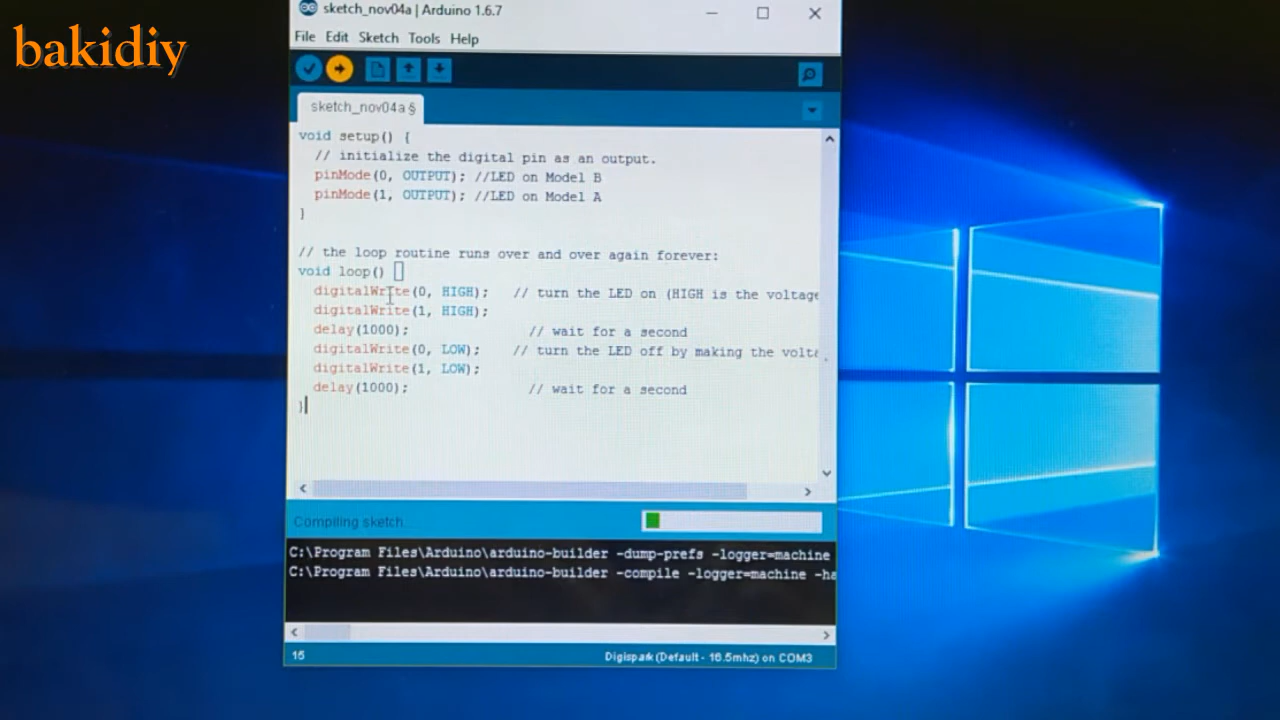 bakidiy
sketch_nov04a | Arduino 1.6.7
File Edit Sketch Tools Help
sketch_nov04a §
void setup() {
// initialize the digital pin as an output.
pinMode(0, OUTPUT); //LED on Model B
pinMode(1, OUTPUT); //LED on Model A
}
// the loop routine runs over and over again forever:
void loop()
digitalWrite(0, HIGH); // turn the LED on (HIGH is the voltage
digitalWrite(1, HIGH);
delay(1000); // wait for a second
digitalWrite(0, LOW); // turn the LED off by making the volta
digitalWrite(1, LOW);
delay(1000); // wait for a second
}
Compiling sketch...
C:\Program Files\Arduino\arduino-builder -dump-prefs -logger=machine
C:\Program Files\Arduino\arduino-builder -compile -logger=machine -ha
15
Digispark (Default - 16.5mhz) on COM3